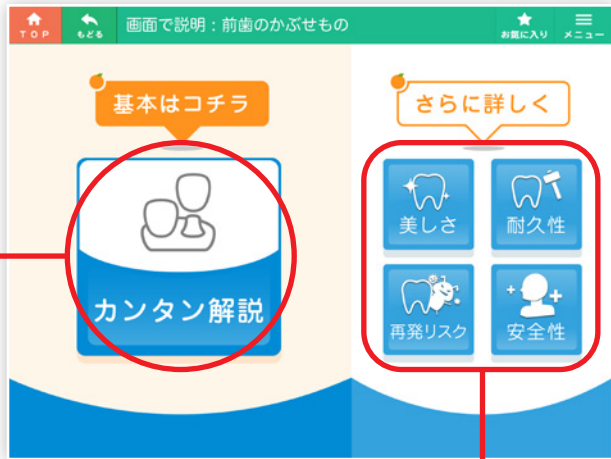 TOP
もどる
画面で説明：前歯のかぶせもの
お気に入り
メニュー
基本はコチラ
カンタン解説
さらに詳しく
美しさ
耐久性
再発リスク
安全性